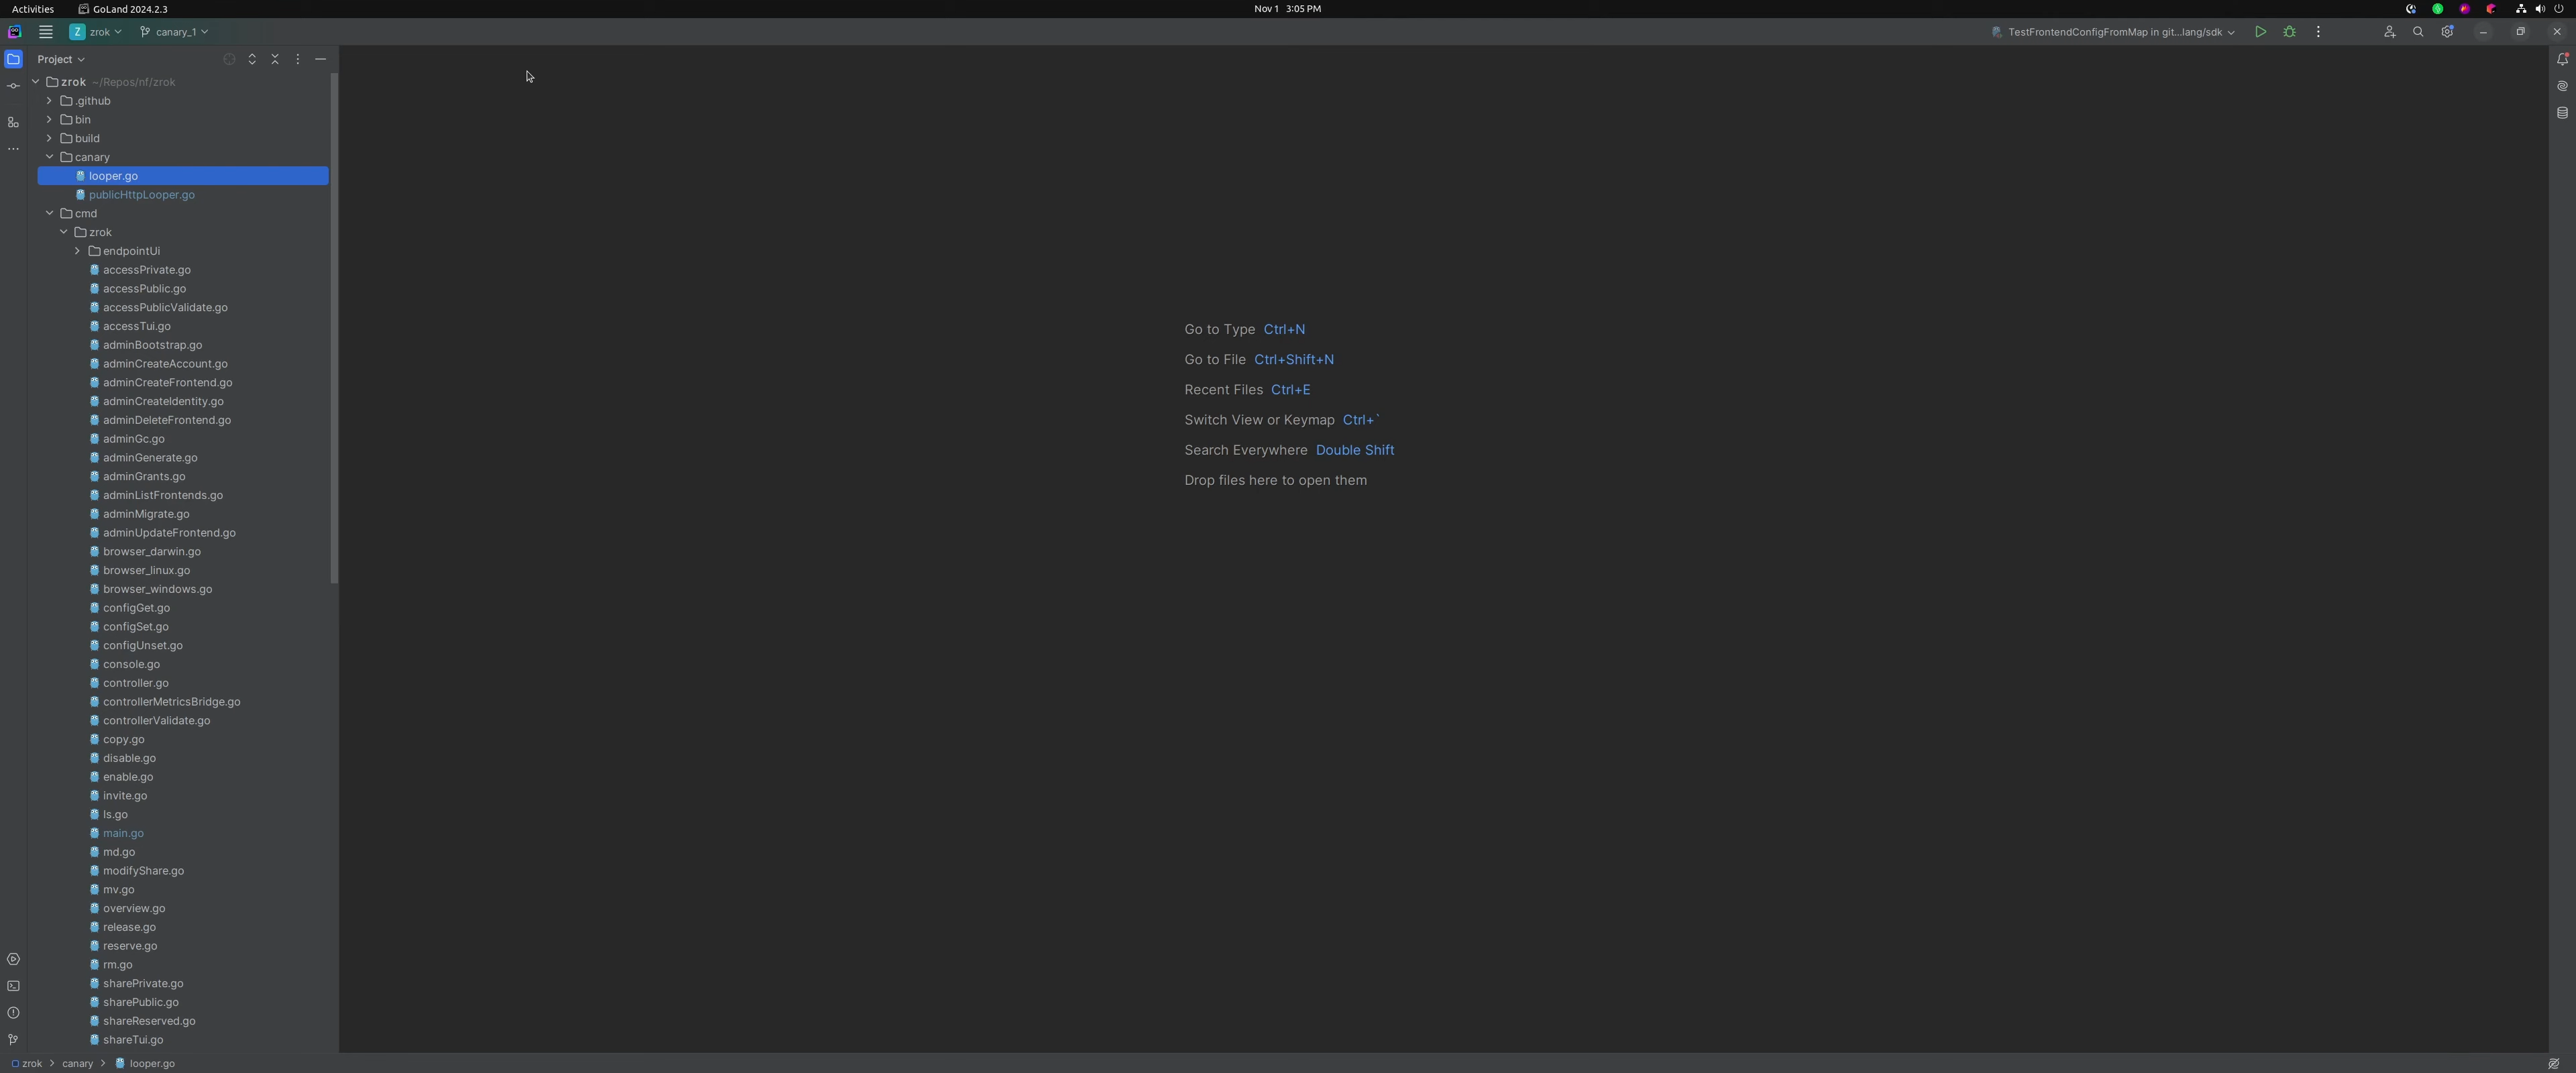 Activities
GoLand 2024.2.3
Nov 1 3:05 PM
Z zrok
canary_1
TestFrontendConfigFromMap in git...lang/sdk
Project
zrok ~/Repos/nf/zrok
.github
bin
build
canary
looper.go
publicHttpLooper.go
cmd
zrok
endpointUi
accessPrivate.go
accessPublic.go
accessPublicValidate.go
accessTui.go
adminBootstrap.go
adminCreateAccount.go
adminCreateFrontend.go
adminCreateIdentity.go
adminDeleteFrontend.go
adminGc.go
adminGenerate.go
adminGrants.go
adminListFrontends.go
adminMigrate.go
adminUpdateFrontend.go
browser_darwin.go
browser_linux.go
browser_windows.go
configGet.go
configSet.go
configUnset.go
console.go
controller.go
controllerMetricsBridge.go
controllerValidate.go
copy.go
disable.go
enable.go
invite.go
ls.go
main.go
md.go
modifyShare.go
mv.go
overview.go
release.go
reserve.go
rm.go
sharePrivate.go
sharePublic.go
shareReserved.go
shareTui.go
Go to Type Ctrl+N
Go to File Ctrl+Shift+N
Recent Files Ctrl+E
Switch View or Keymap Ctrl+`
Search Everywhere Double Shift
Drop files here to open them
zrok > canary > looper.go